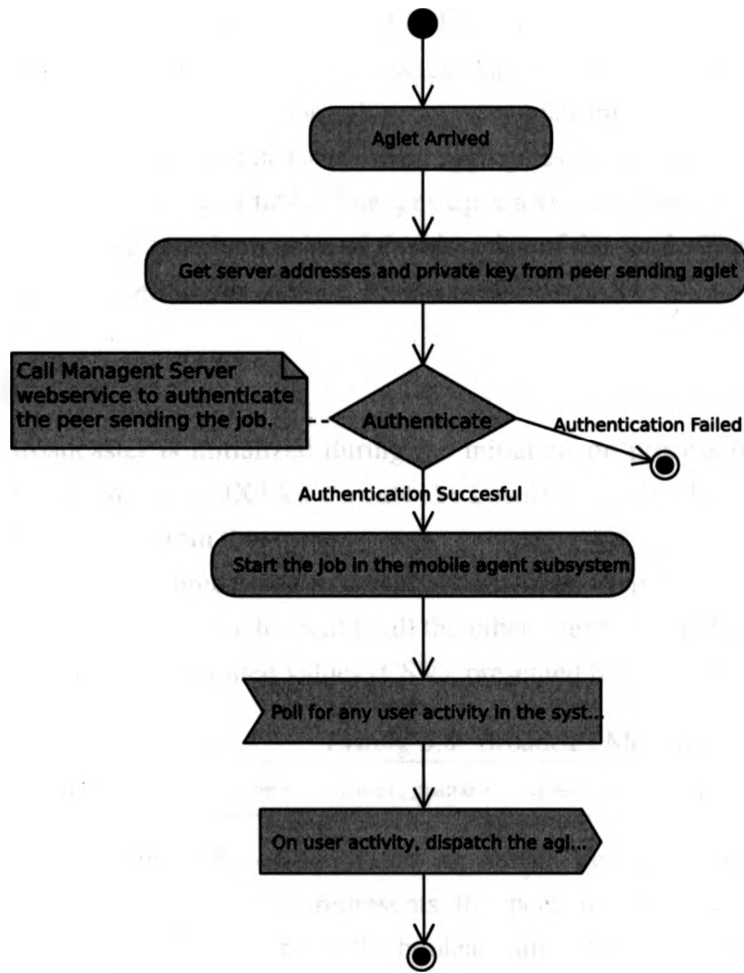 Aglet Arrived
Get server addresses and private key from peer sending aglet
Call Managent Server
webservice to authenticate
the peer sending the job.
Authenticate
Authentication Failed
Authentication Succesful
Start the job in the mobile agent subsystem
Poll for any user activity in the syst...
On user activity, dispatch the agl...